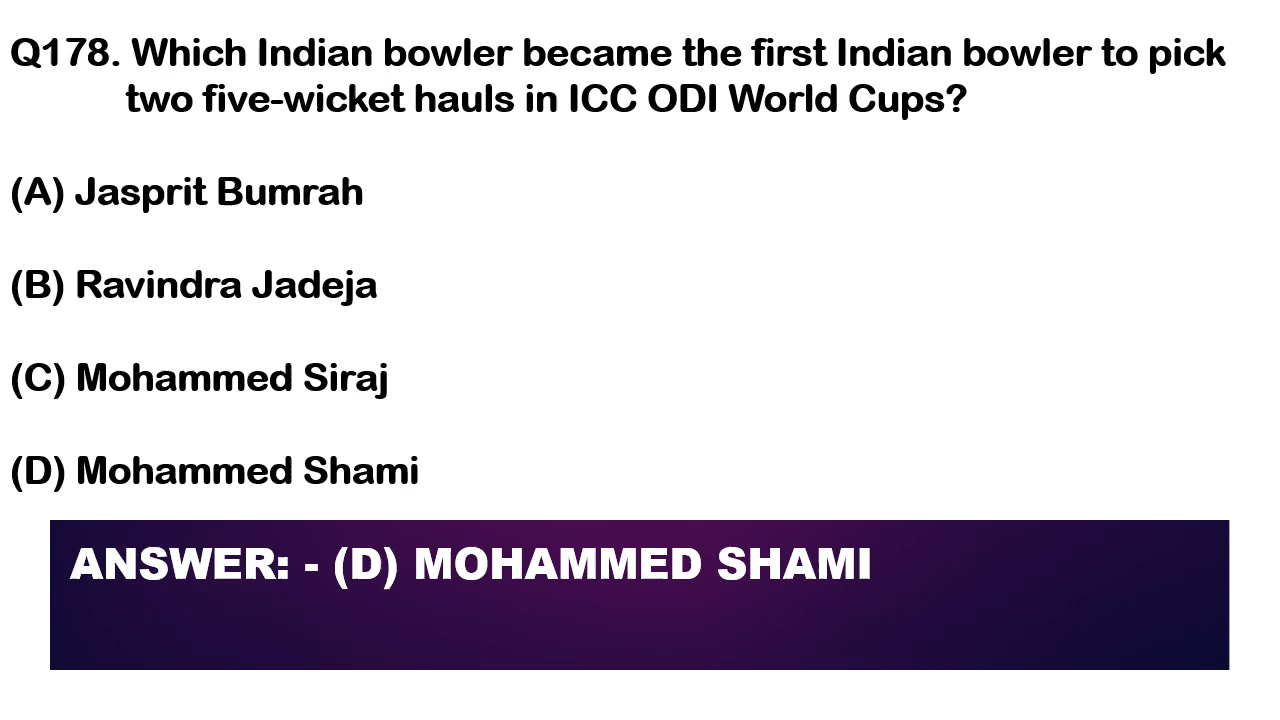 Q178. Which Indian bowler became the first Indian bowler to pick
two five-wicket hauls in ICC ODI World Cups?
(A) Jasprit Bumrah
(B) Ravindra Jadeja
(C) Mohammed Siraj
(D) Mohammed Shami
ANSWER: - (D) MOHAMMED SHAMI